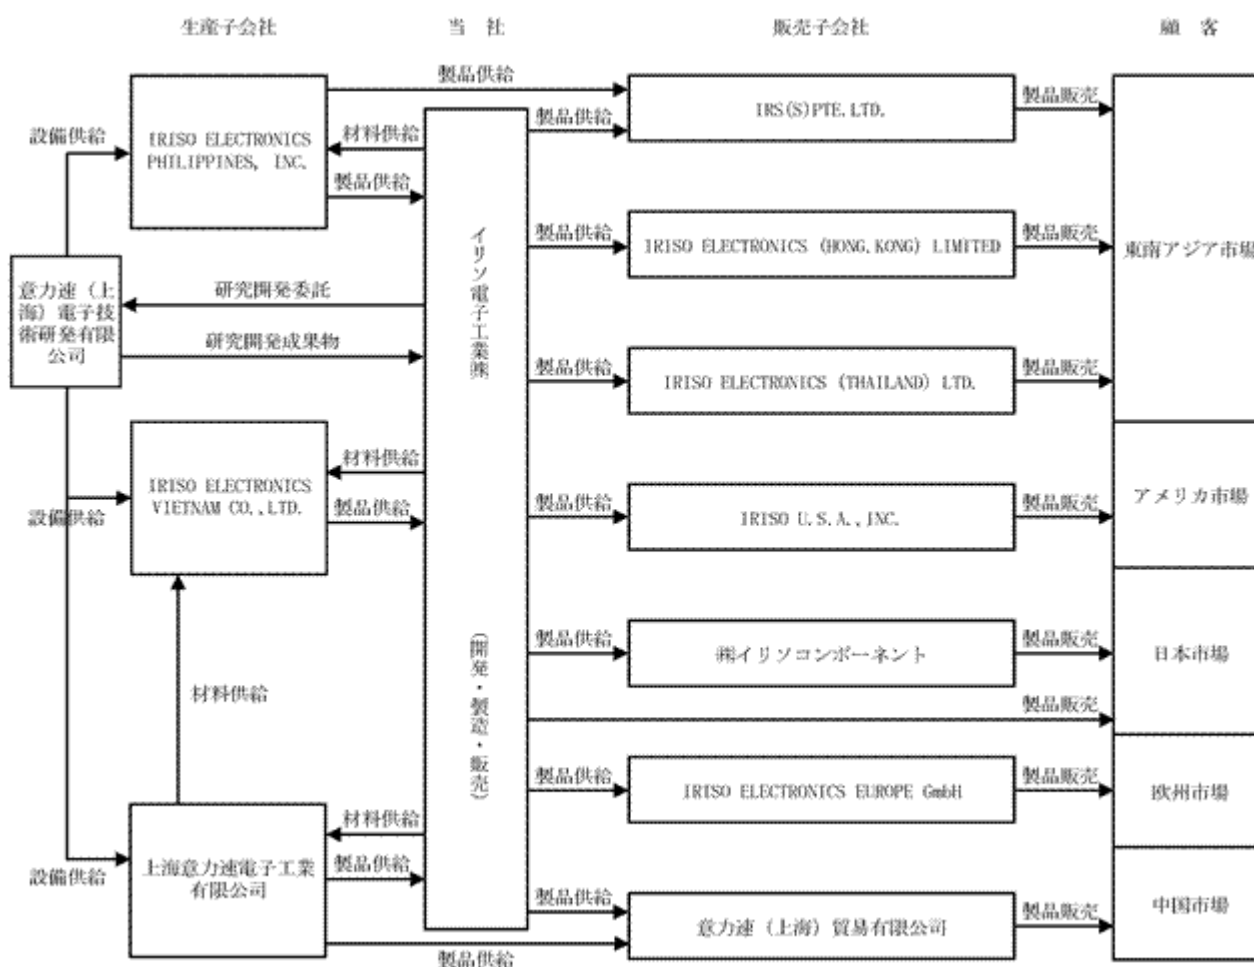 生産子会社
当 社
販売子会社
顧 客
製品供給
IRISO ELECTRONICS
PHILIPPINES, INC.
設備供給
材料供給
製品供給
製品供給
IRS(S)PTE.LTD.
製品販売
製品供給
IRISO ELECTRONICS (HONG.KONG) LIMITED
製品販売
東南アジア市場
イリソ電子工業㈱
(開発・製造・販売)
意力速(上
海)電子技
術研発有限
公司
研究開発委託
研究開発成果物
製品供給
IRISO ELECTRONICS (THAILAND) LTD.
製品販売
IRISO ELECTRONICS
VIETNAM CO.,LTD.
設備供給
材料供給
製品供給
製品供給
IRISO U.S.A.,INC.
製品販売
アメリカ市場
材料供給
製品供給
㈱イリソコンポーネント
製品販売
日本市場
製品販売
製品供給
IRISO ELECTRONICS EUROPE GmbH
製品販売
欧州市場
設備供給
上海意力速電子工業
有限公司
材料供給
製品供給
製品供給
意力速(上海)貿易有限公司
製品販売
中国市場
製品供給